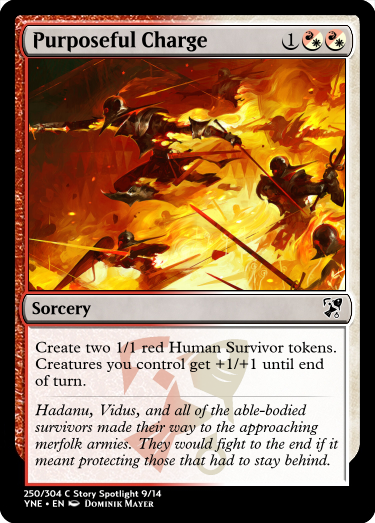 Purposeful Charge 1
Sorcery
Create two 1/1 red Human Survivor tokens.
Creatures you control get +1/+1 until end
of turn.
Hadanu, Vidus, and all of the able-bodied
survivors made their way to the approaching
merfolk armies. They would fight to the end if it
meant protecting those that had to stay behind.
250/304 C Story Spotlight 9/14
YNE • EN Dominik Mayer